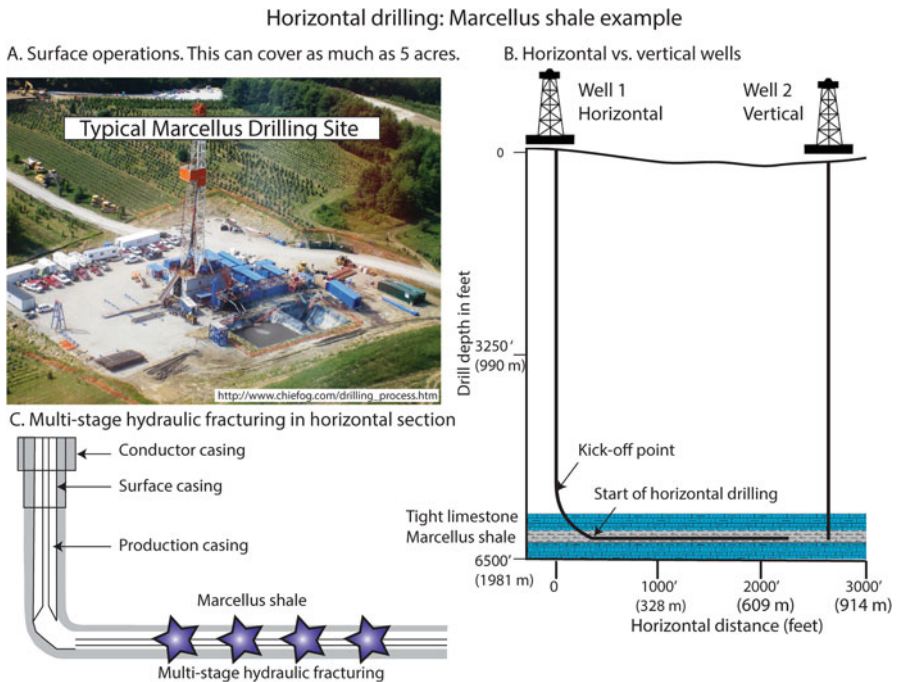 Horizontal drilling: Marcellus shale example
A. Surface operations. This can cover as much as 5 acres.
Typical Marcellus Drilling Site
http://www.chiefog.com/drilling_process.htm
B. Horizontal vs. vertical wells
Well 1
Horizontal
Well 2
Vertical
0
Drill depth in feet
3250'
(990 m)
Kick-off point
Start of horizontal drilling
Tight limestone
Marcellus shale
6500'
(1981 m)
0
1000'
(328 m)
2000'
(609 m)
3000'
(914 m)
Horizontal distance (feet)
C. Multi-stage hydraulic fracturing in horizontal section
Conductor casing
Surface casing
Production casing
Marcellus shale
Multi-stage hydraulic fracturing